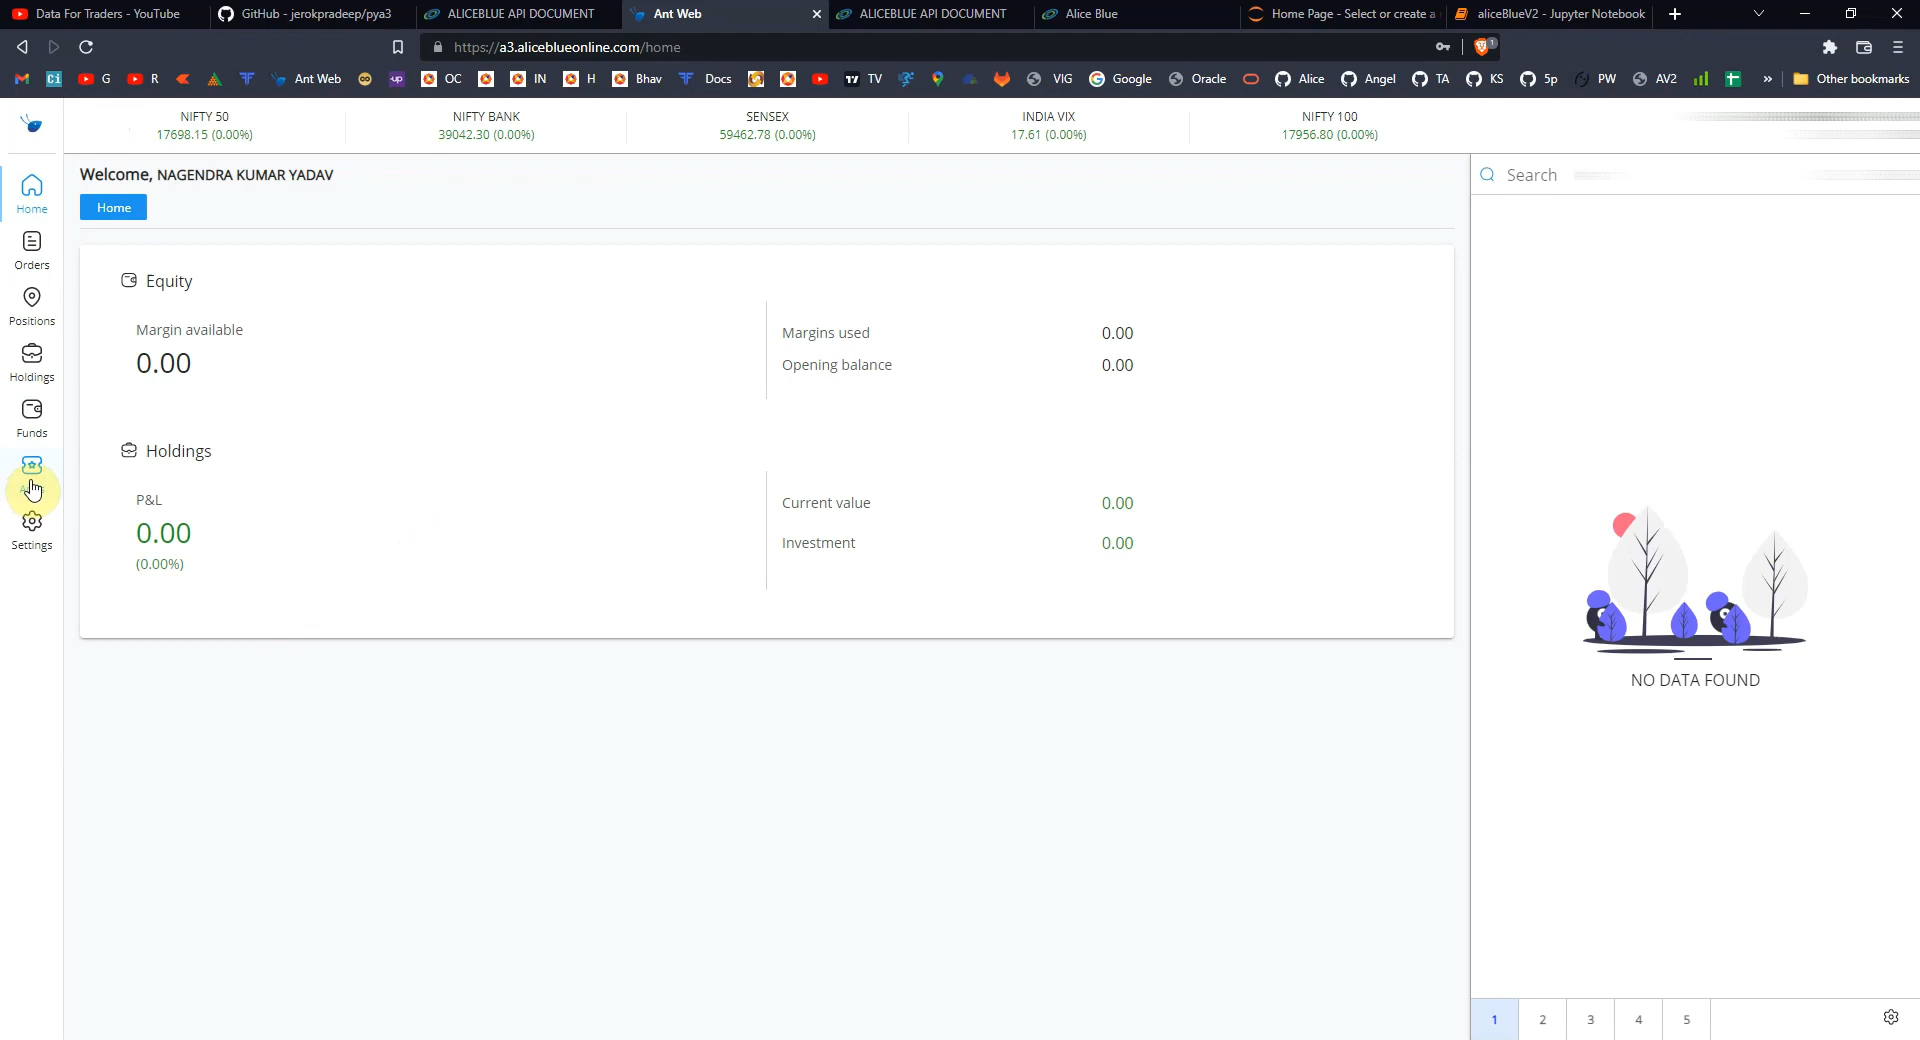 Data For Traders - YouTube
GitHub - jerokpradeep/pya3
ALICEBLUE API DOCUMENT
Ant Web
ALICEBLUE API DOCUMENT
Alice Blue
Home Page - Select or create a
aliceBlueV2 - Jupyter Notebook
https://a3.aliceblueonline.com/home
1
Ci
G
R
Ant Web
up
OC
IN
H
Bhav
Docs
TV
VIG
Google
Oracle
Alice
Angel
TA
KS
5p
PW
AV2
»
Other bookmarks
NIFTY 50
17698.15 (0.00%)
NIFTY BANK
39042.30 (0.00%)
SENSEX
59462.78 (0.00%)
INDIA VIX
17.61 (0.00%)
NIFTY 100
17956.80 (0.00%)
Home
Orders
Positions
Holdings
Funds
Settings
Welcome, NAGENDRA KUMAR YADAV
Home
Equity
Margin available
0.00
Margins used 0.00
Opening balance 0.00
Holdings
P&L
0.00
(0.00%)
Current value 0.00
Investment 0.00
Search
NO DATA FOUND
1 2 3 4 5